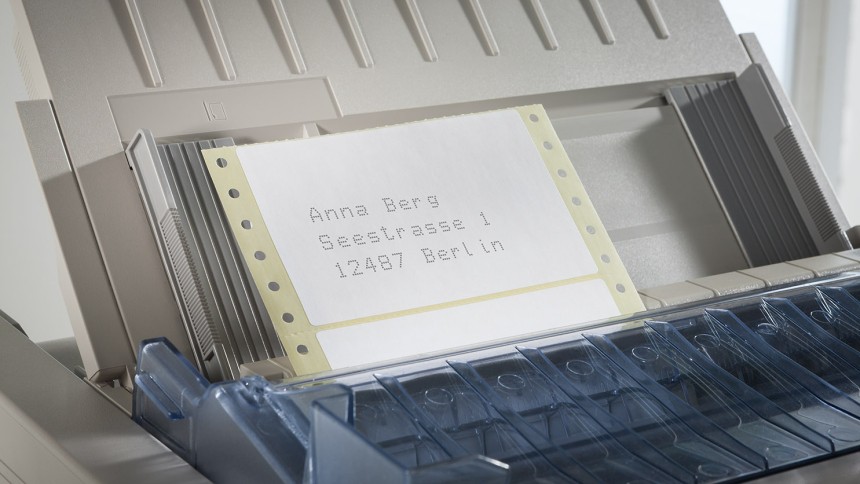 Anna Berg
Seestrasse 1
12487 Berlin